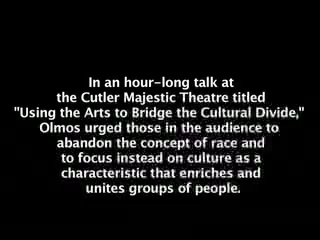 In an hour-long talk at
the Cutler Majestic Theatre titled
"Using the Arts to Bridge the Cultural Divide,"
Olmos urged those in the audience to
abandon the concept of race and
to focus instead on culture as a
characteristic that enriches and
unites groups of people.